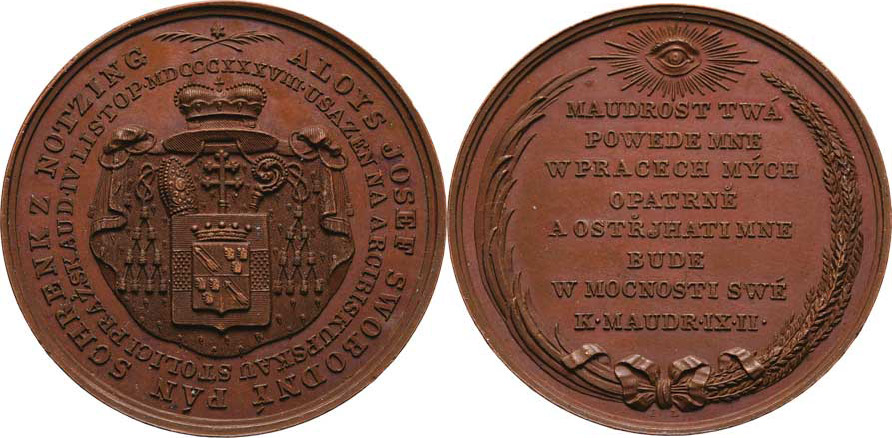 ALOYS JOSEF SWOBODNÝ PÁN SCHRENK Z NOTZING
PRAŽSKAU D·IV LISTOP·MDCCCXXXVIII·USAZEN NA ARCIBISKUPSKAU STOLICI
MAUDROST TWÁ
POWEDE MNE
W PRACECH MÝCH
OPATRNĚ
A OSTŘJHATI MNE
BUDE
W MOCNOSTI SWÉ
K·MAUDR·IX·II·